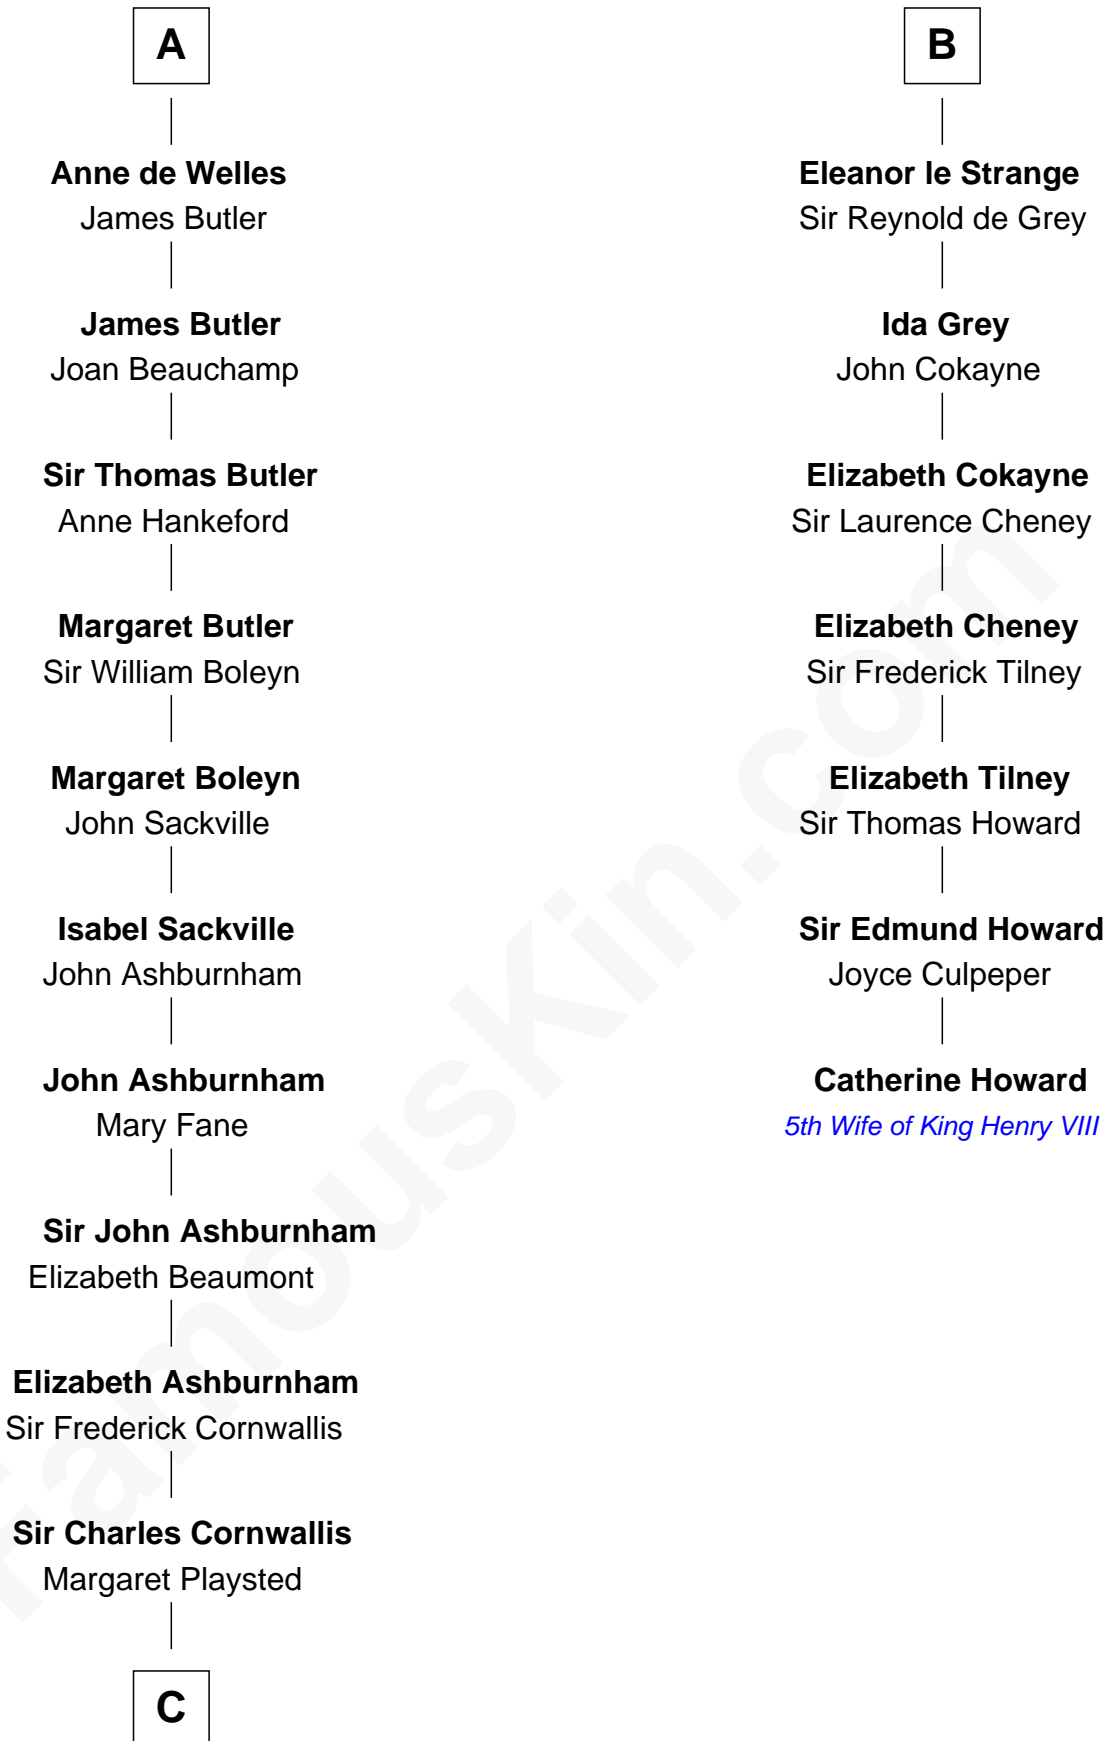 A
Anne de Welles
James Butler
James Butler
Joan Beauchamp
Sir Thomas Butler
Anne Hankeford
Margaret Butler
Sir William Boleyn
Margaret Boleyn
John Sackville
Isabel Sackville
John Ashburnham
John Ashburnham
Mary Fane
Sir John Ashburnham
Elizabeth Beaumont
Elizabeth Ashburnham
Sir Frederick Cornwallis
Sir Charles Cornwallis
Margaret Playsted
C
B
Eleanor le Strange
Sir Reynold de Grey
Ida Grey
John Cokayne
Elizabeth Cokayne
Sir Laurence Cheney
Elizabeth Cheney
Sir Frederick Tilney
Elizabeth Tilney
Sir Thomas Howard
Sir Edmund Howard
Joyce Culpeper
Catherine Howard
5th Wife of King Henry VIII
FamousKin.com